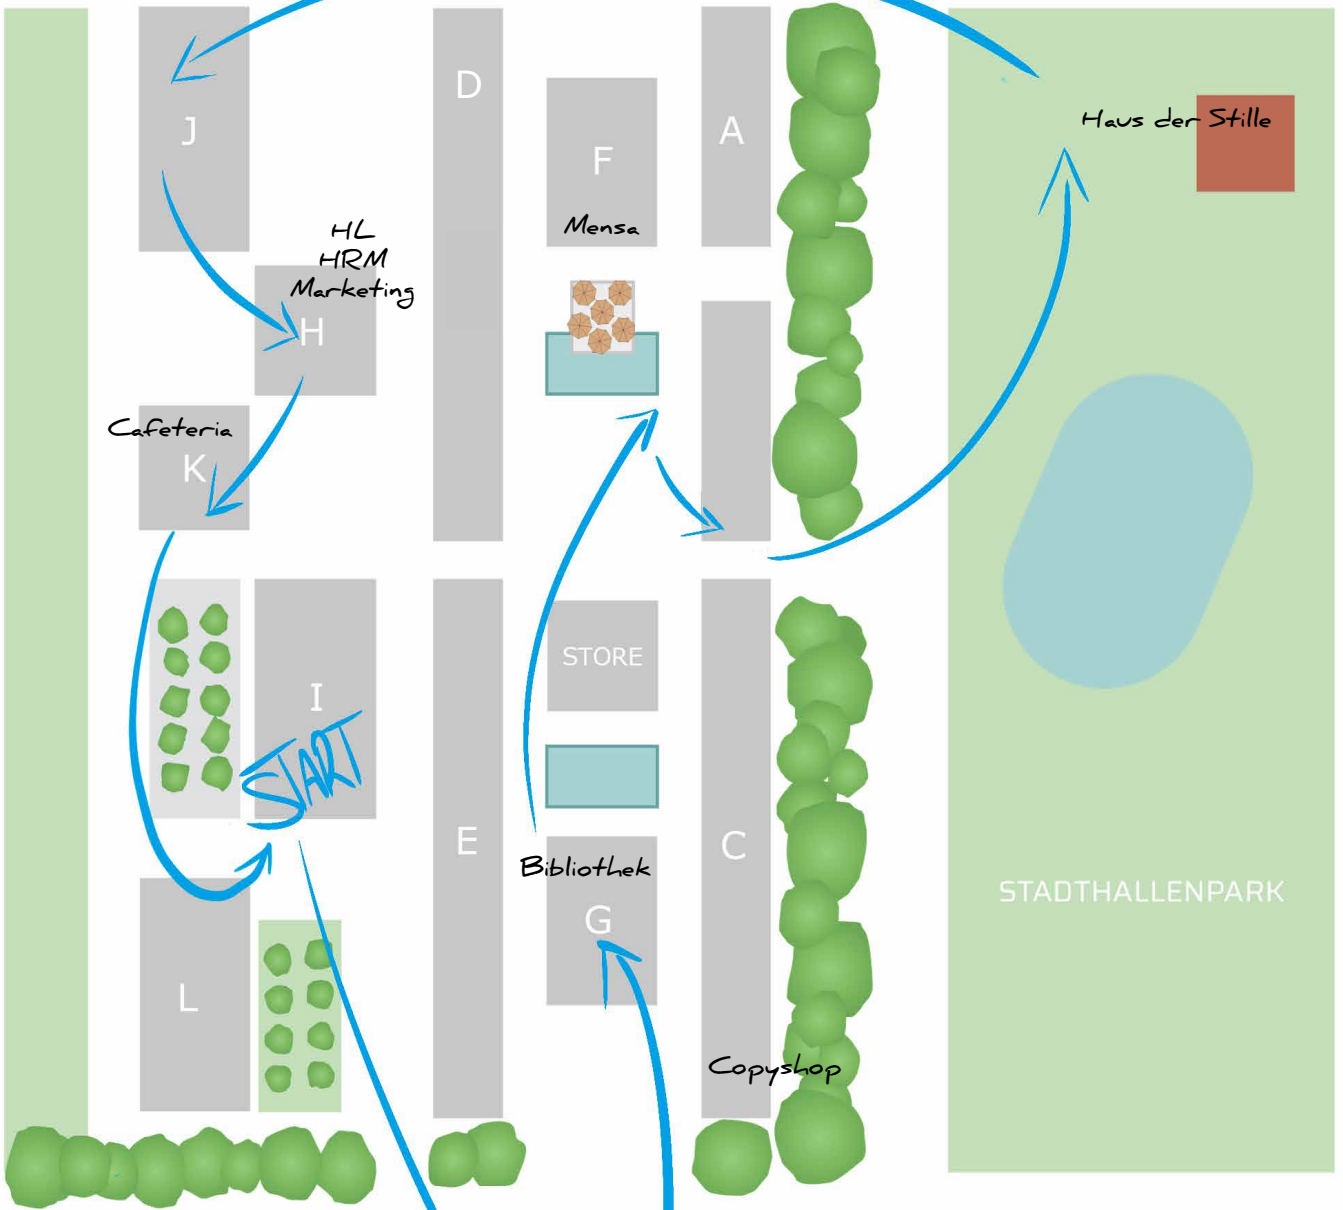 J
D
F
A
Haus der Stille
Mensa
HL
HRM
Marketing
H
Cafeteria
K
I
STORE
START
E
C
Bibliothek
G
STADTHALLENPARK
L
Copyshop